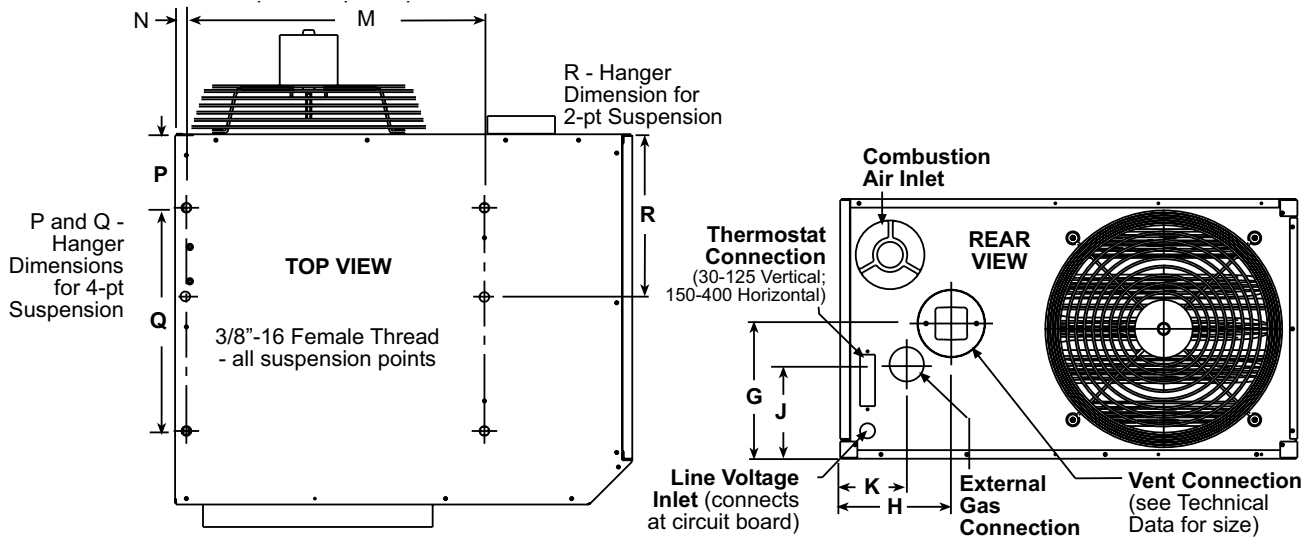 N
M
R - Hanger
Dimension for
2-pt Suspension
P
R
P and Q -
Hanger
Dimensions
for 4-pt
Suspension
TOP VIEW
Q
3/8"-16 Female Thread
- all suspension points
Combustion
Air Inlet
Thermostat
Connection
(30-125 Vertical;
150-400 Horizontal)
REAR
VIEW
G
J
K
H
Line Voltage
Inlet (connects
at circuit board)
External
Gas
Connection
Vent Connection
(see Technical
Data for size)